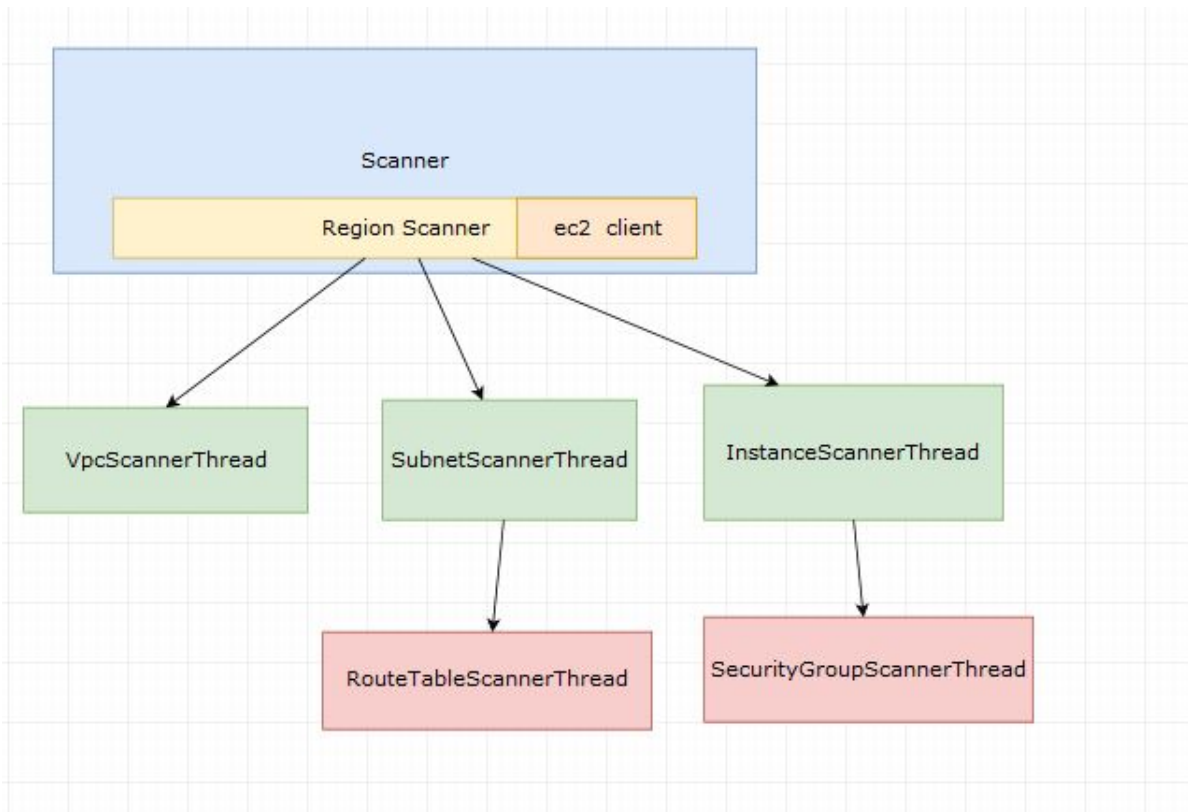 Scanner
Region Scanner
ec2 client
VpcScannerThread
SubnetScannerThread
InstanceScannerThread
RouteTableScannerThread
SecurityGroupScannerThread